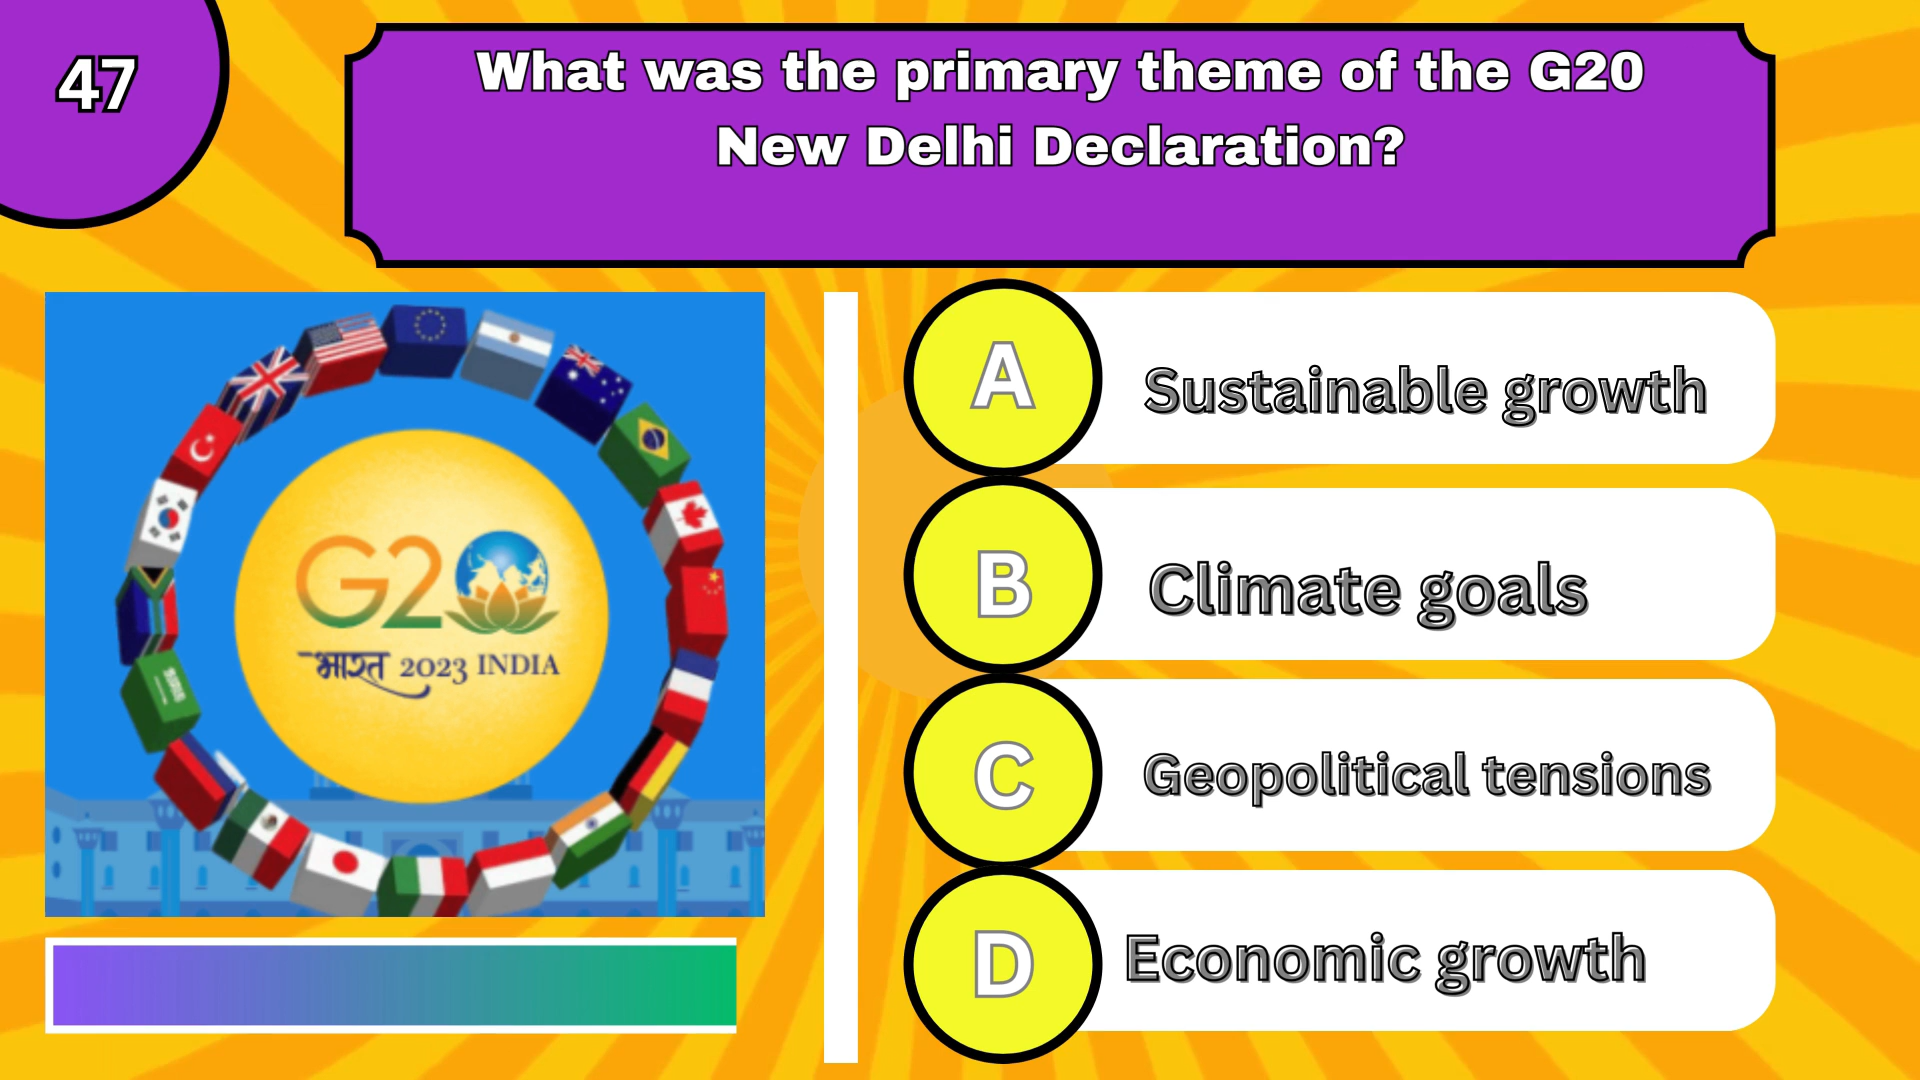 47
What was the primary theme of the G20
New Delhi Declaration?
G20
भारत 2023 INDIA
A
Sustainable growth
B
Climate goals
C
Geopolitical tensions
D
Economic growth